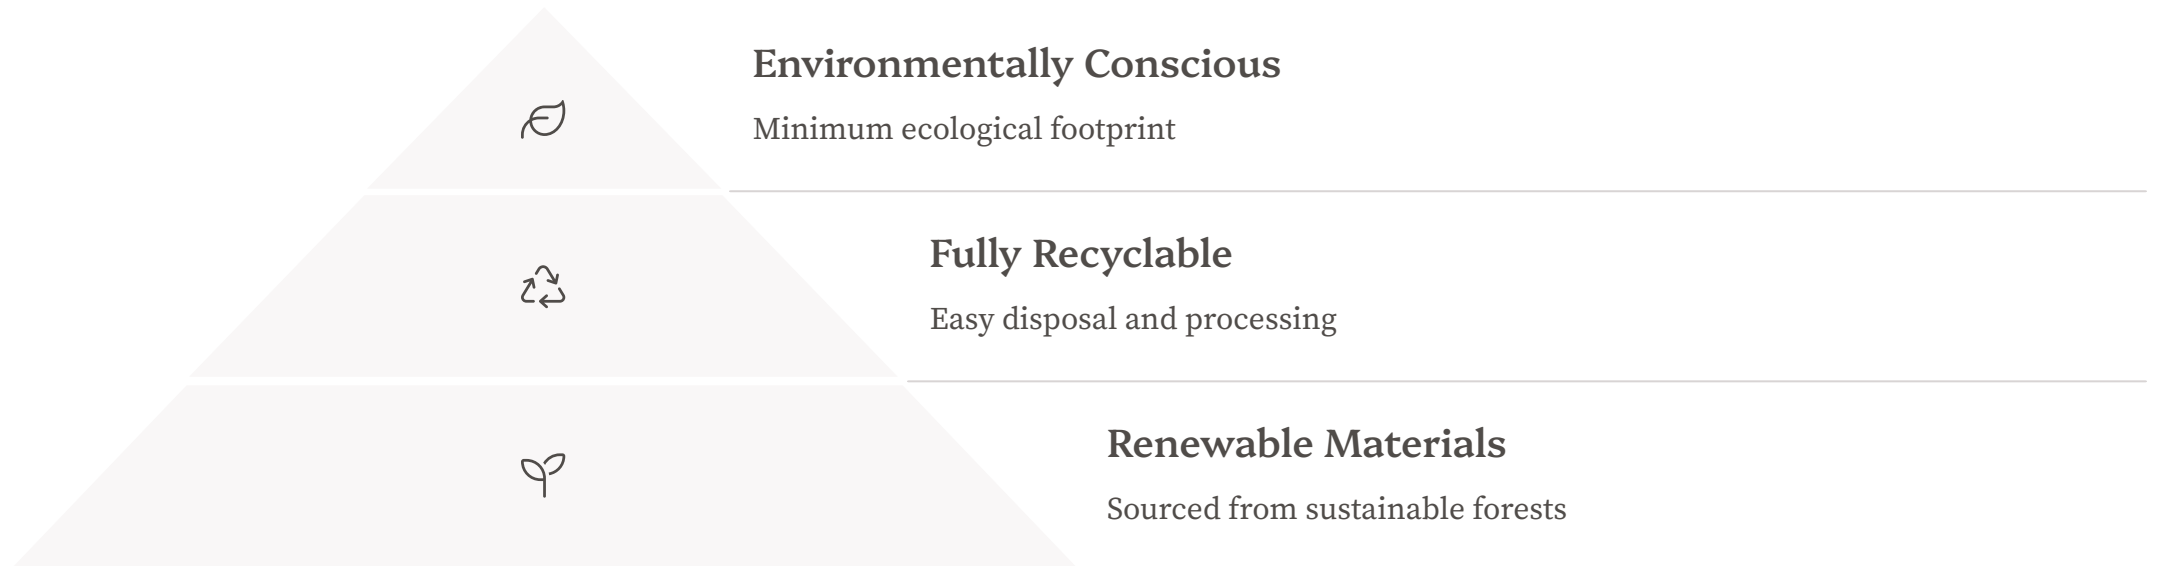 Environmentally Conscious
Minimum ecological footprint
Fully Recyclable
Easy disposal and processing
Renewable Materials
Sourced from sustainable forests